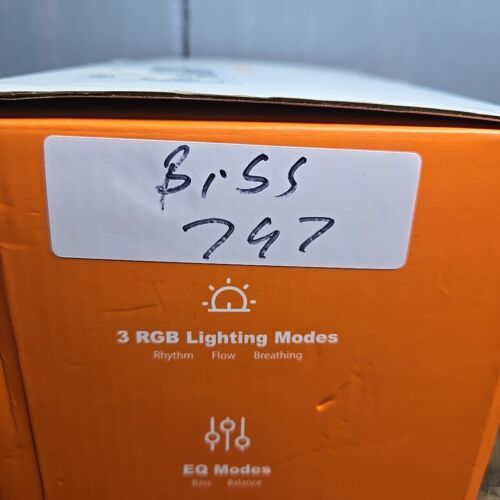 BiSS
747
3 RGB Lighting Modes
Rhythm Flow Breathing
EQ Modes
Bass Balance